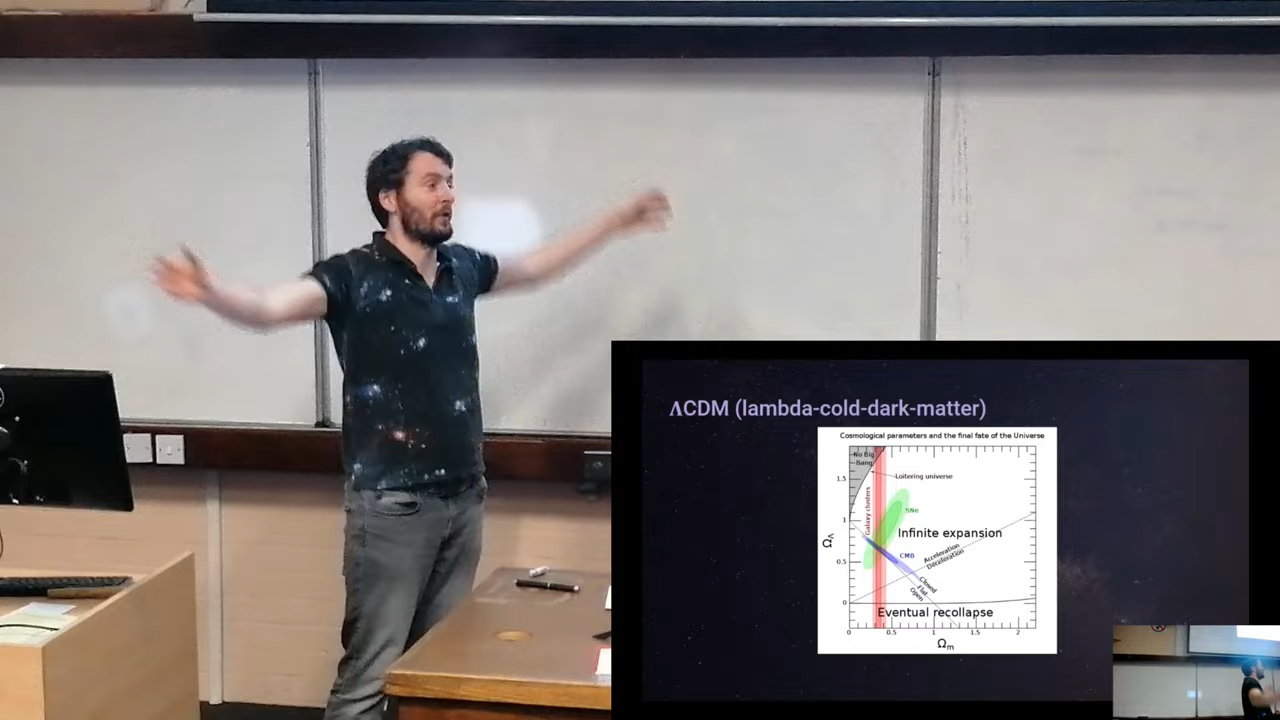 ΛCDM (lambda-cold-dark-matter)
Cosmological parameters and the final fate of the Universe
No Big
Bang
Loitering universe
1.5
Galaxy clusters
SNe
1
Infinite expansion
Ω_Λ
Acceleration
Deceleration
CMB
0.5
Closed
Flat
Open
0
Eventual recollapse
0 0.5 1 1.5 2
Ω_m